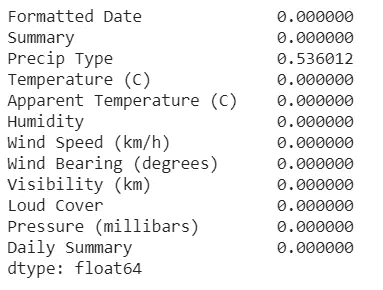 Formatted Date 0.000000
Summary 0.000000
Precip Type 0.536012
Temperature (C) 0.000000
Apparent Temperature (C) 0.000000
Humidity 0.000000
Wind Speed (km/h) 0.000000
Wind Bearing (degrees) 0.000000
Visibility (km) 0.000000
Loud Cover 0.000000
Pressure (millibars) 0.000000
Daily Summary 0.000000
dtype: float64